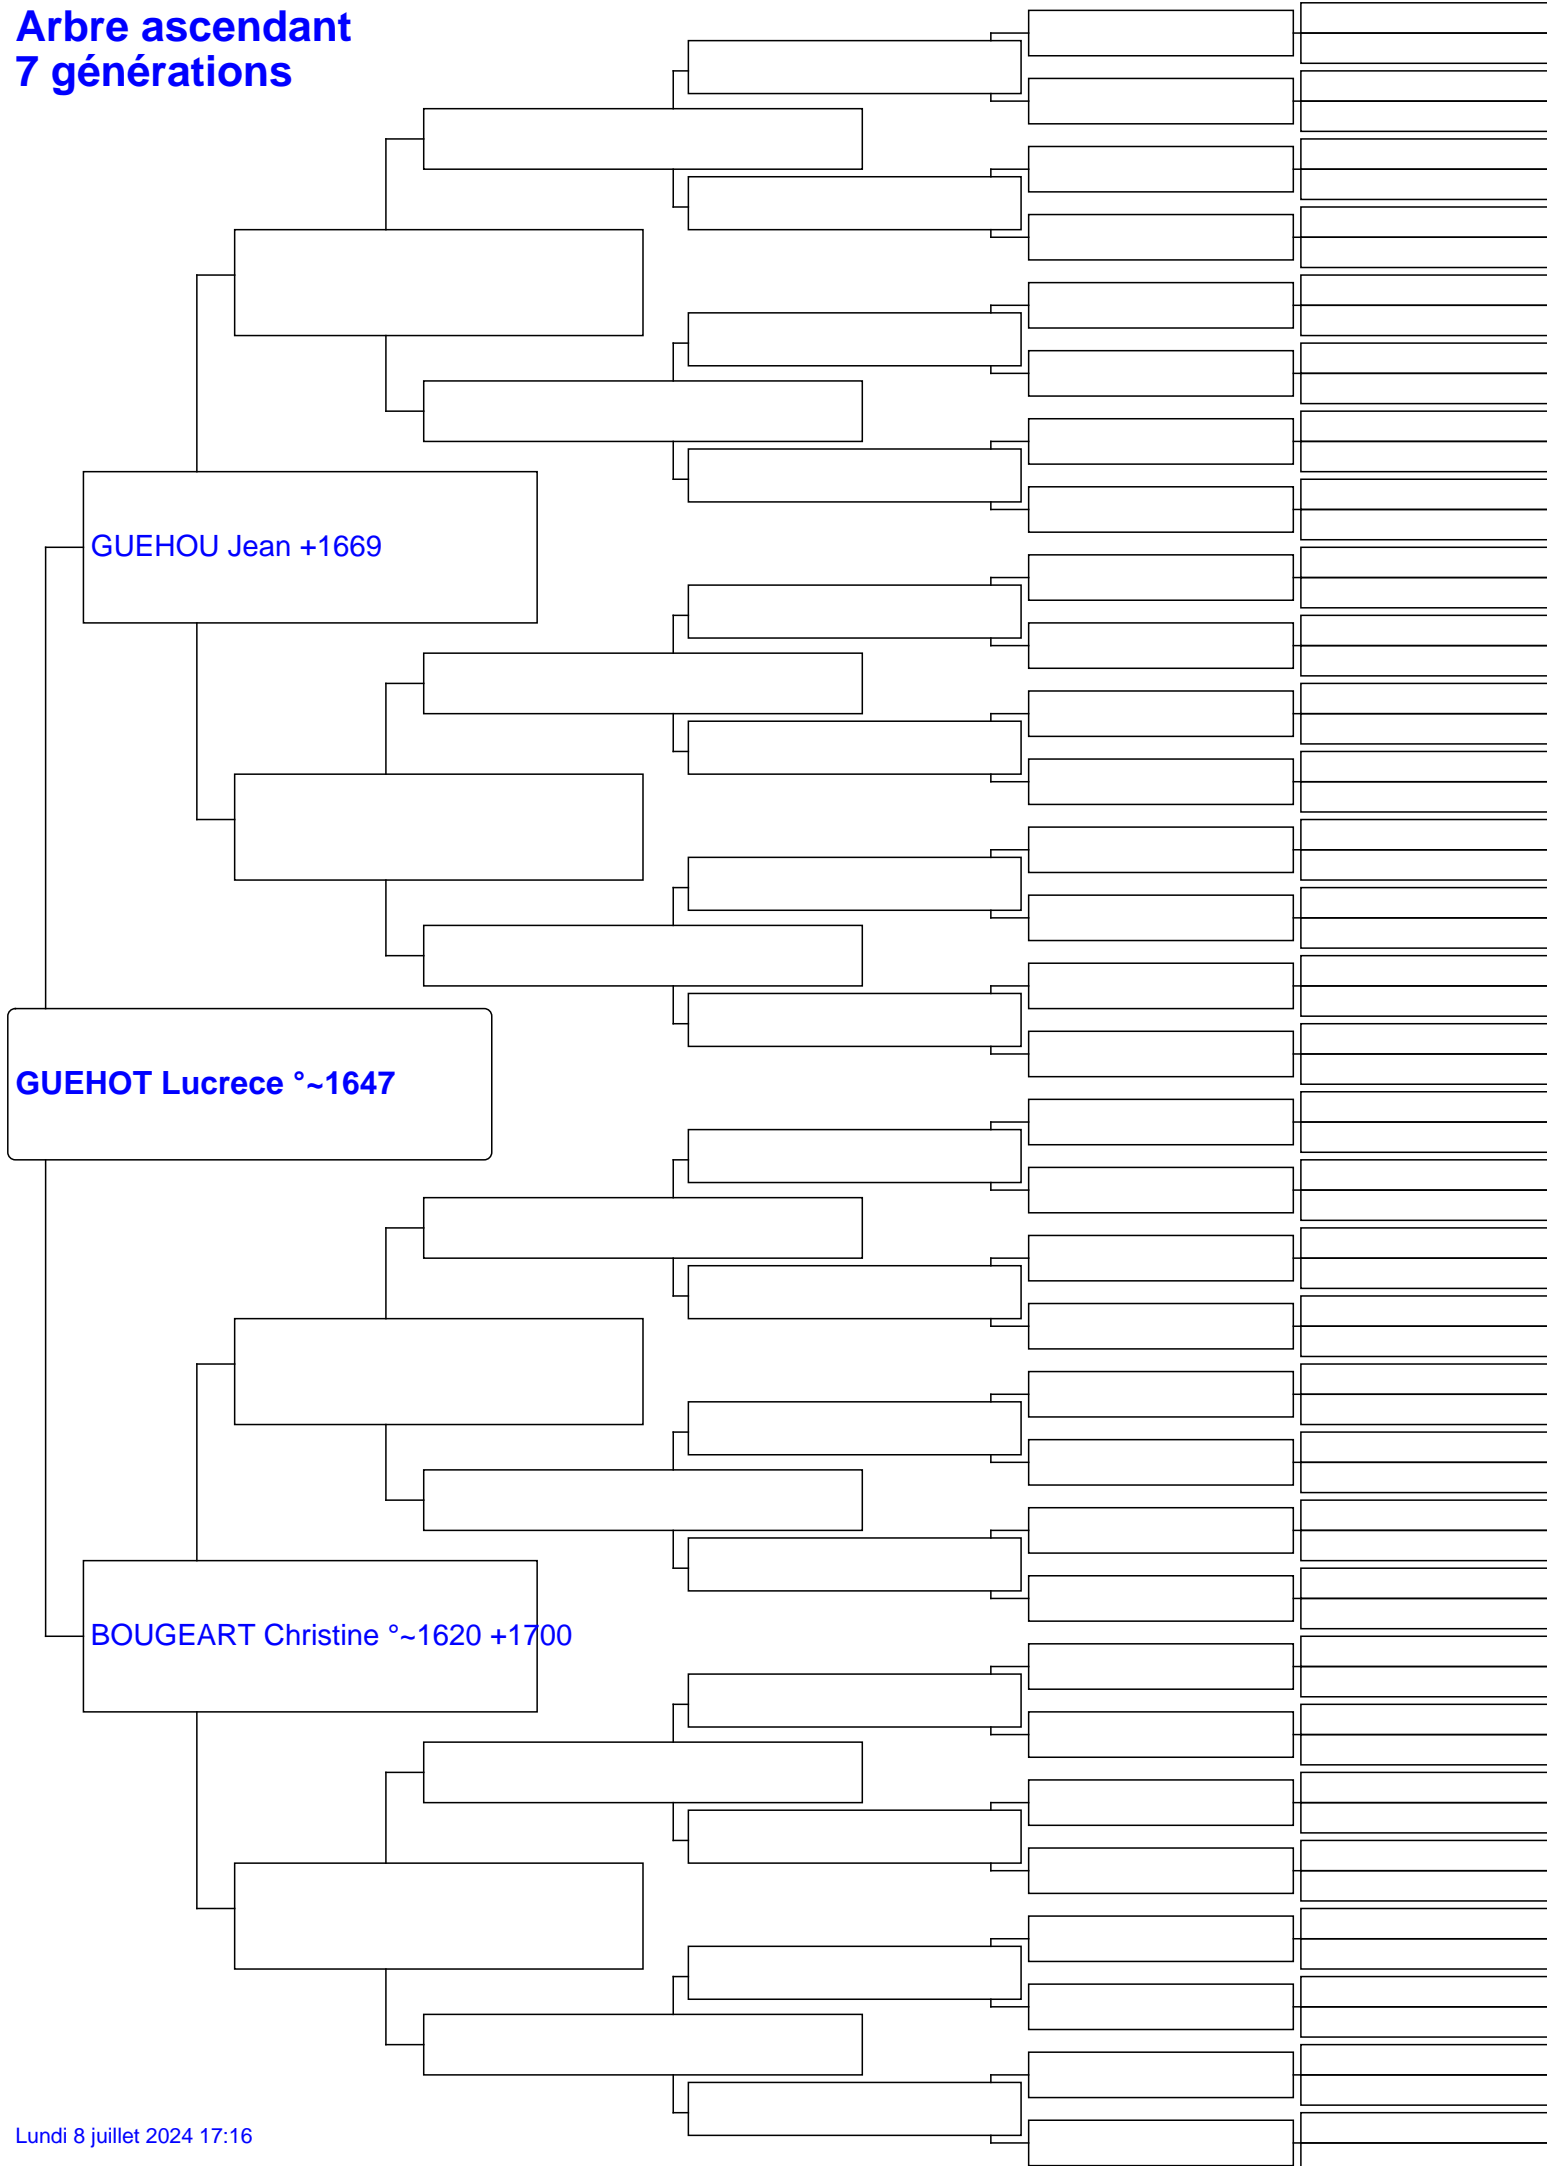 Arbre ascendant
7 générations
GUEHOU Jean +1669
GUEHOT Lucrece °~1647
BOUGEART Christine °~1620 +1700
Lundi 8 juillet 2024 17:16